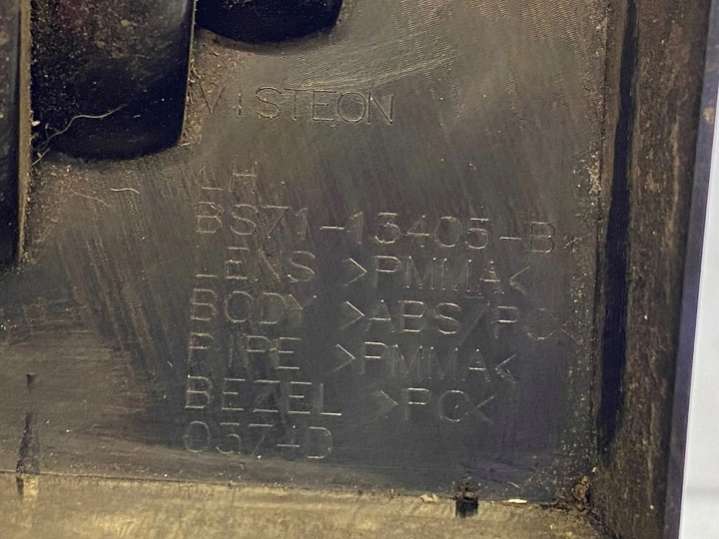 VISTEON
LH
BS71-13405-B*
LENS >PMMA<
BODY >ABS/PC<
PIPE >PMMA<
BEZEL >PC<
0374D